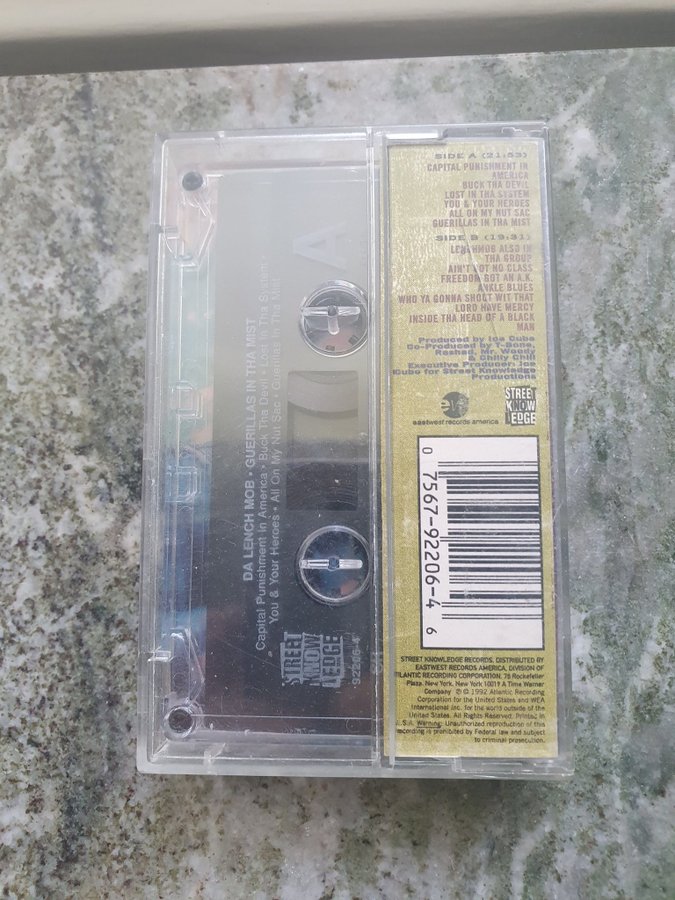 SIDE A (21:53)
CAPITAL PUNISHMENT IN
AMERICA
BUCK THA DEVIL
LOST IN THA SYSTEM
YOU & YOUR HEROES
ALL ON MY NUT SAC
GUERILLAS IN THA MIST
SIDE B (19:31)
LENCHMOB ALSO IN
THA GROUP
AIN'T GOT NO CLASS
FREEDOM GOT AN A.K.
ANKLE BLUES
WHO YA GONNA SHOOT WIT THAT
LORD HAVE MERCY
INSIDE THA HEAD OF A BLACK
MAN
Produced by Ice Cube
Co-Produced by T-Bone,
Rashad, Mr. Woody
& Chilly Chill
Executive Producer: Ice
Cube for Street Knowledge
Productions
eastwest records america
STREET
KNOW
LEDGE
0 7567-92206-4 6
STREET KNOWLEDGE RECORDS, DISTRIBUTED BY
EASTWEST RECORDS AMERICA, DIVISION OF
ATLANTIC RECORDING CORPORATION, 75 Rockefeller
Plaza, New York, New York 10019 A Time Warner
Company ℗ © 1992 Atlantic Recording
Corporation for the United States and WEA
International Inc. for the world outside of the
United States. All Rights Reserved. Printed in
U.S.A. Warning: Unauthorized reproduction of this
recording is prohibited by Federal law and subject
to criminal prosecution.
A
DA LENCH MOB • GUERILLAS IN THA MIST
Capital Punishment in America • Buck Tha Devil • Lost In Tha System •
You & Your Heroes • All On My Nut Sac • Guerillas In Tha Mist
STREET
KNOW
LEDGE
92206-4